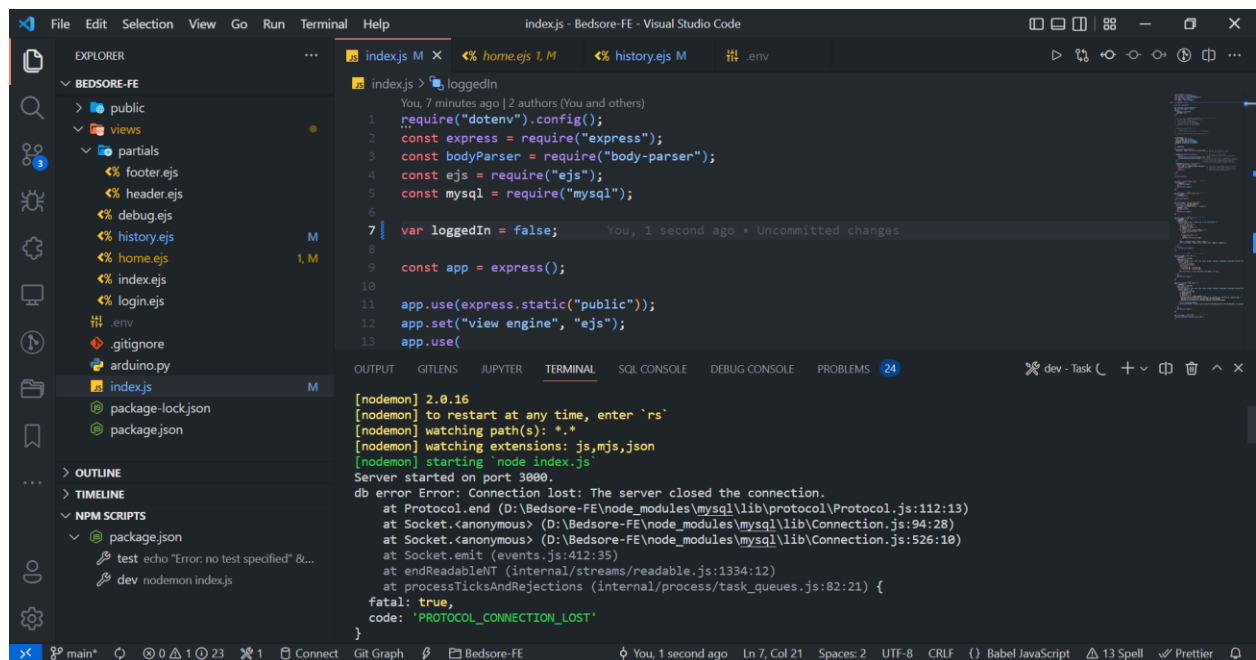 File Edit Selection View Go Run Terminal Help index.js - Bedsore-FE - Visual Studio Code
EXPLORER
BEDSORE-FE
public
views
partials
footer.ejs
header.ejs
debug.ejs
history.ejs M
home.ejs 1, M
index.ejs
login.ejs
.env
.gitignore
arduino.py
index.js M
package-lock.json
package.json
OUTLINE
TIMELINE
NPM SCRIPTS
package.json
test echo "Error: no test specified" &...
dev nodemon index.js
3
index.js M home.ejs 1, M history.ejs M .env
index.js > loggedIn
You, 7 minutes ago | 2 authors (You and others)
1 require("dotenv").config();
2 const express = require("express");
3 const bodyParser = require("body-parser");
4 const ejs = require("ejs");
5 const mysql = require("mysql");
6
7 var loggedIn = false; You, 1 second ago • Uncommitted changes
8
9 const app = express();
10
11 app.use(express.static("public"));
12 app.set("view engine", "ejs");
13 app.use(
OUTPUT GITLENS JUPYTER TERMINAL SQL CONSOLE DEBUG CONSOLE PROBLEMS 24 dev - Task
[nodemon] 2.0.16
[nodemon] to restart at any time, enter `rs`
[nodemon] watching path(s): *.*
[nodemon] watching extensions: js,mjs,json
[nodemon] starting `node index.js`
Server started on port 3000.
db error Error: Connection lost: The server closed the connection.
at Protocol.end (D:\Bedsore-FE\node_modules\mysql\lib\protocol\Protocol.js:112:13)
at Socket.<anonymous> (D:\Bedsore-FE\node_modules\mysql\lib\Connection.js:94:28)
at Socket.<anonymous> (D:\Bedsore-FE\node_modules\mysql\lib\Connection.js:526:10)
at Socket.emit (events.js:412:35)
at endReadableNT (internal/streams/readable.js:1334:12)
at processTicksAndRejections (internal/process/task_queues.js:82:21) {
fatal: true,
code: 'PROTOCOL_CONNECTION_LOST'
}
main* 0 1 23 1 Connect Git Graph Bedsore-FE You, 1 second ago Ln 7, Col 21 Spaces: 2 UTF-8 CRLF {} Babel JavaScript 13 Spell Prettier